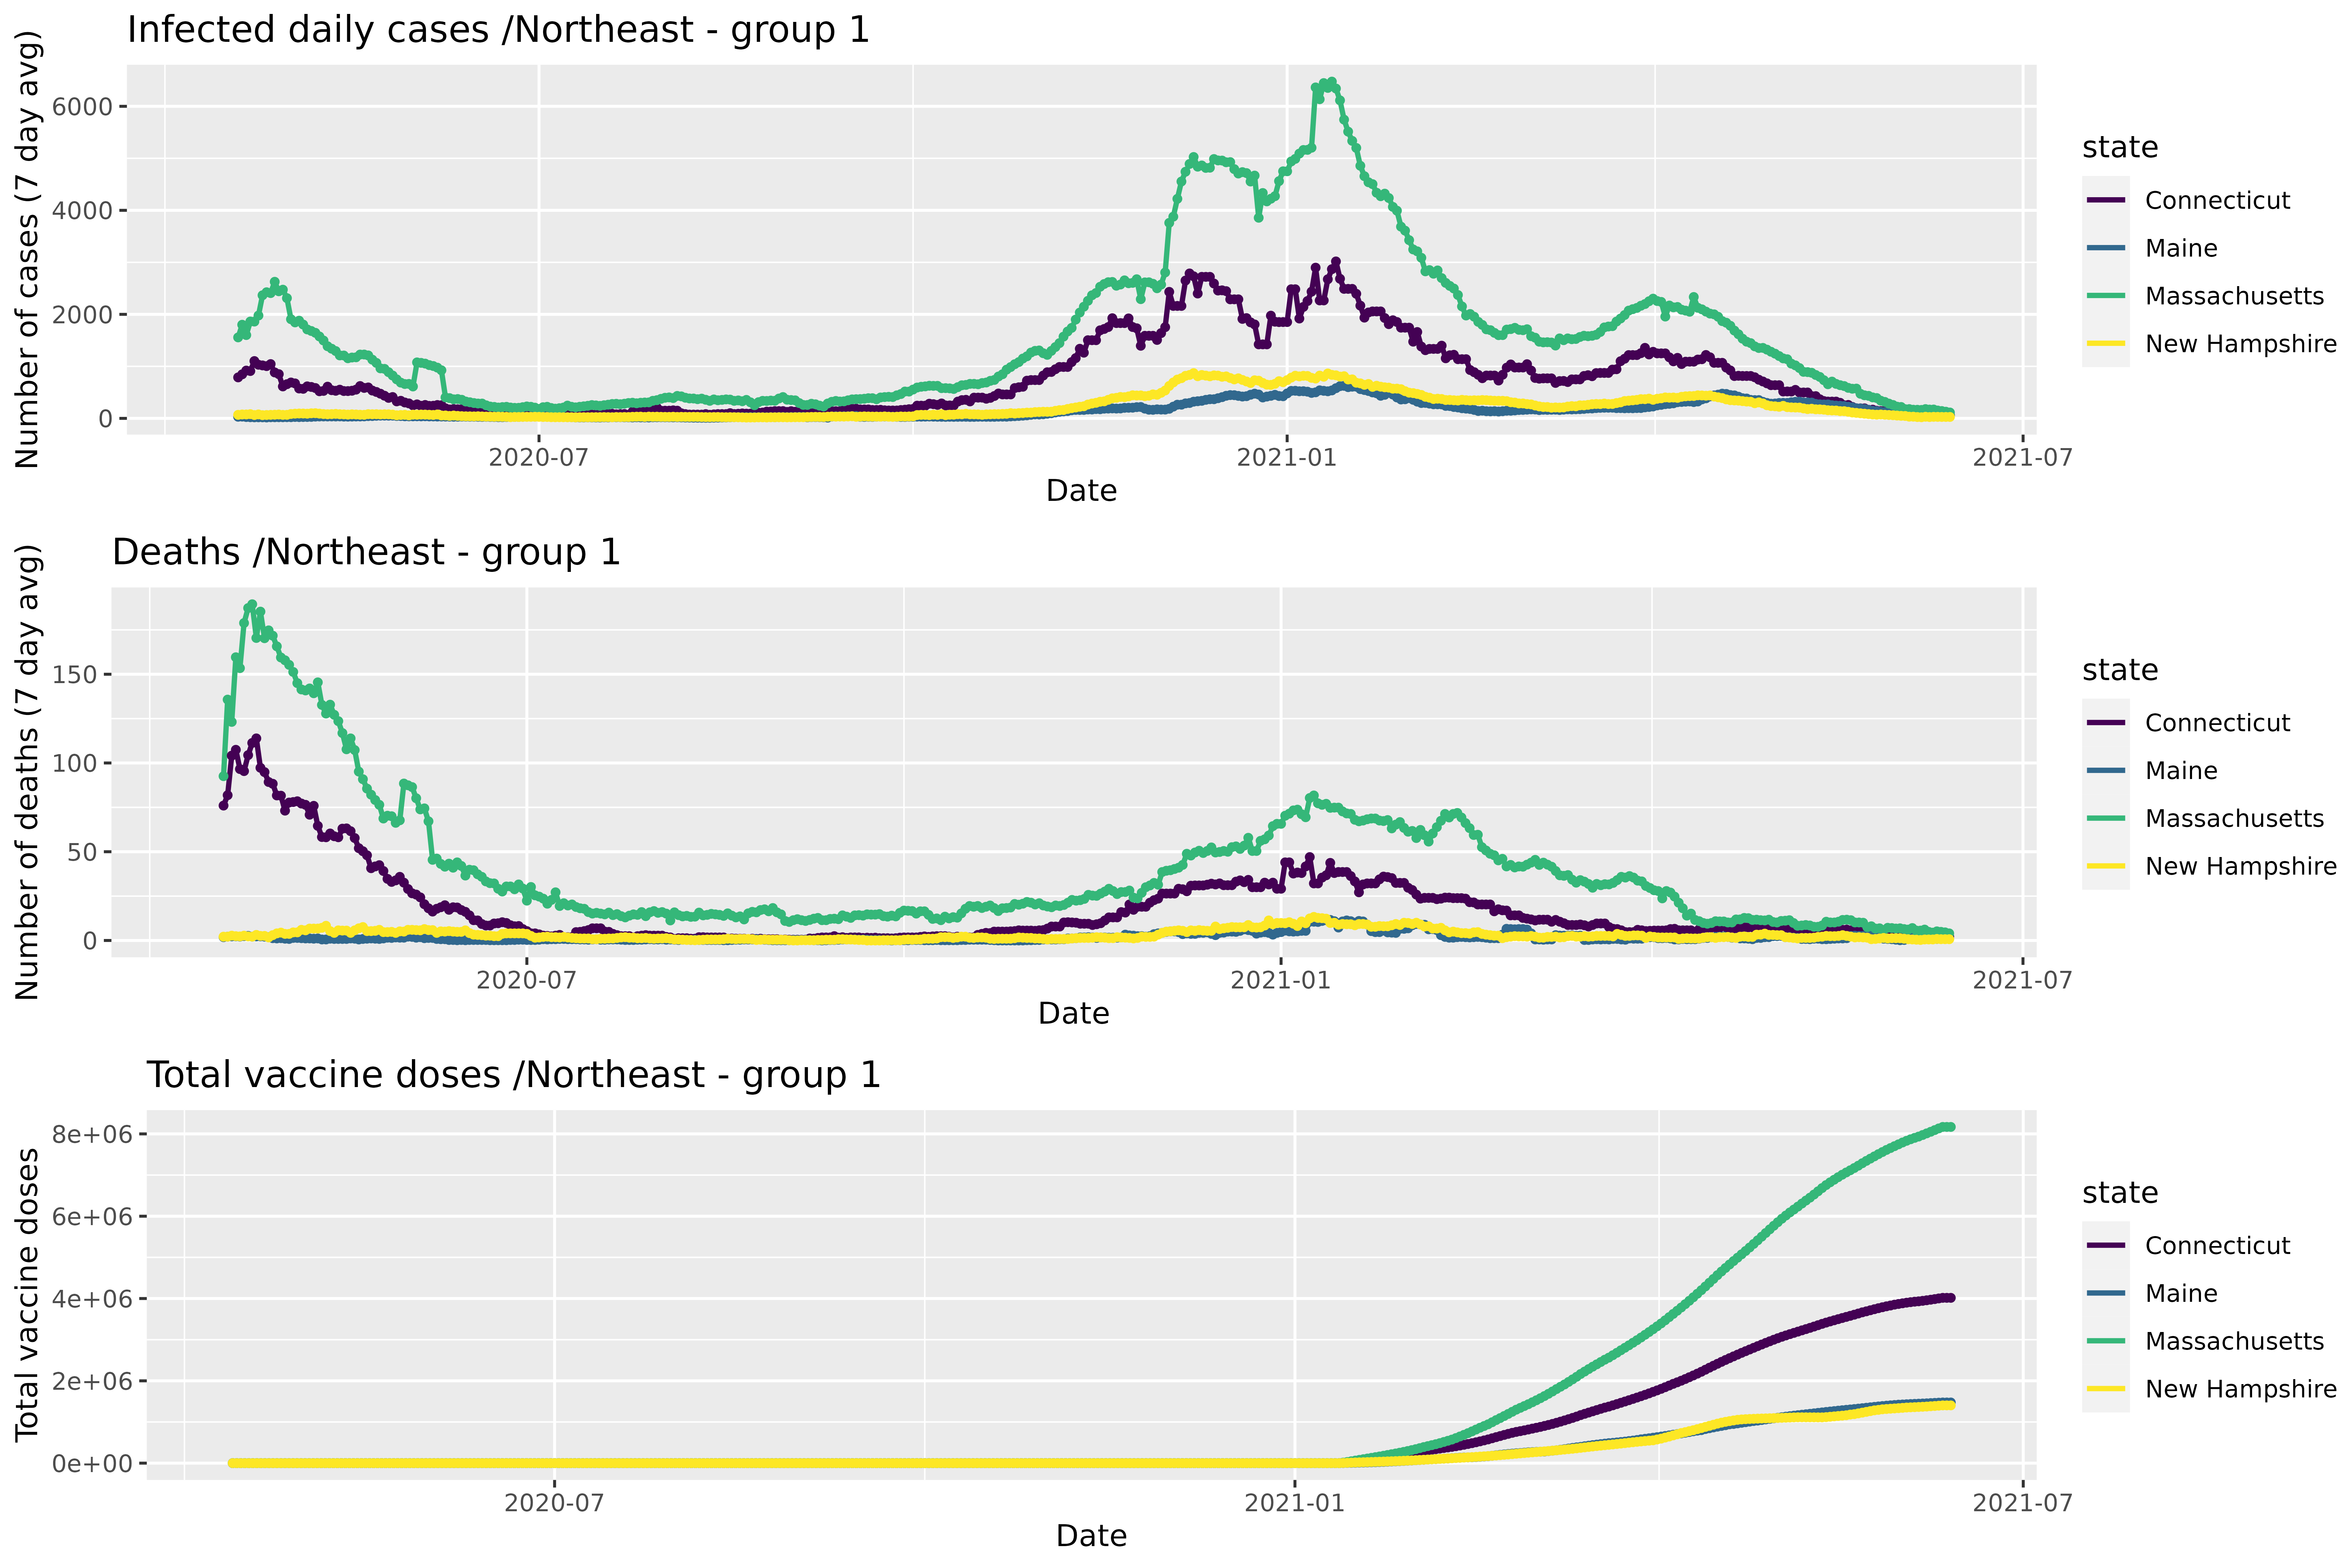 Infected daily cases /Northeast - group 1
Number of cases (7 day avg)
6000
4000
2000
0
2020-07
2021-01
2021-07
Date
state
Connecticut
Maine
Massachusetts
New Hampshire
Deaths /Northeast - group 1
Number of deaths (7 day avg)
150
100
50
0
2020-07
2021-01
2021-07
Date
state
Connecticut
Maine
Massachusetts
New Hampshire
Total vaccine doses /Northeast - group 1
Total vaccine doses
8e+06
6e+06
4e+06
2e+06
0e+00
2020-07
2021-01
2021-07
Date
state
Connecticut
Maine
Massachusetts
New Hampshire